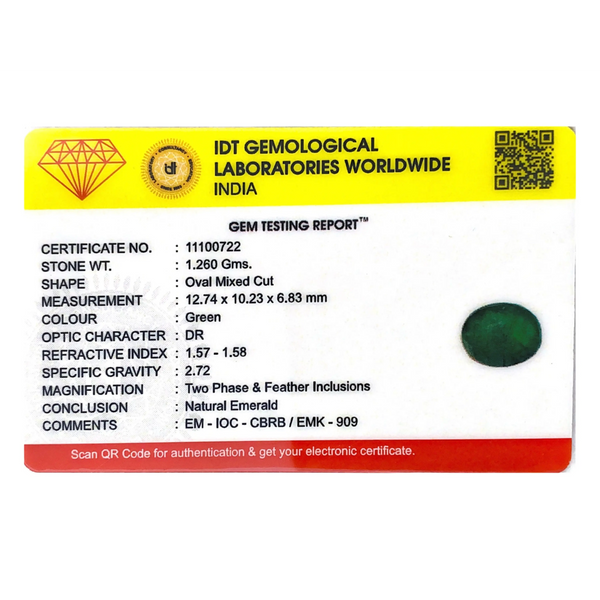 IDT GEMOLOGICAL
LABORATORIES WORLDWIDE
INDIA
GEM TESTING REPORT™
CERTIFICATE NO. : 11100722
STONE WT. : 1.260 Gms.
SHAPE : Oval Mixed Cut
MEASUREMENT : 12.74 x 10.23 x 6.83 mm
COLOUR : Green
OPTIC CHARACTER : DR
REFRACTIVE INDEX : 1.57 - 1.58
SPECIFIC GRAVITY : 2.72
MAGNIFICATION : Two Phase & Feather Inclusions
CONCLUSION : Natural Emerald
COMMENTS : EM - IOC - CBRB / EMK - 909
Scan QR Code for authentication & get your electronic certificate.